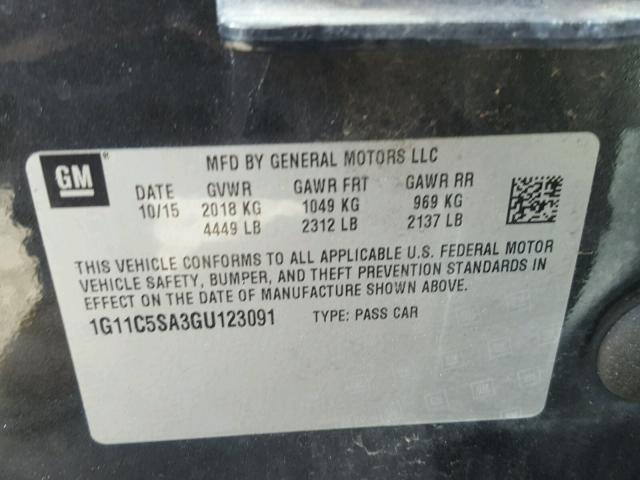 GM ® MFD BY GENERAL MOTORS LLC
DATE GVWR GAWR FRT GAWR RR
10/15 2018 KG 1049 KG 969 KG
4449 LB 2312 LB 2137 LB
THIS VEHICLE CONFORMS TO ALL APPLICABLE U.S. FEDERAL MOTOR
VEHICLE SAFETY, BUMPER, AND THEFT PREVENTION STANDARDS IN
EFFECT ON THE DATE OF MANUFACTURE SHOWN ABOVE.
1G11C5SA3GU123091 TYPE: PASS CAR